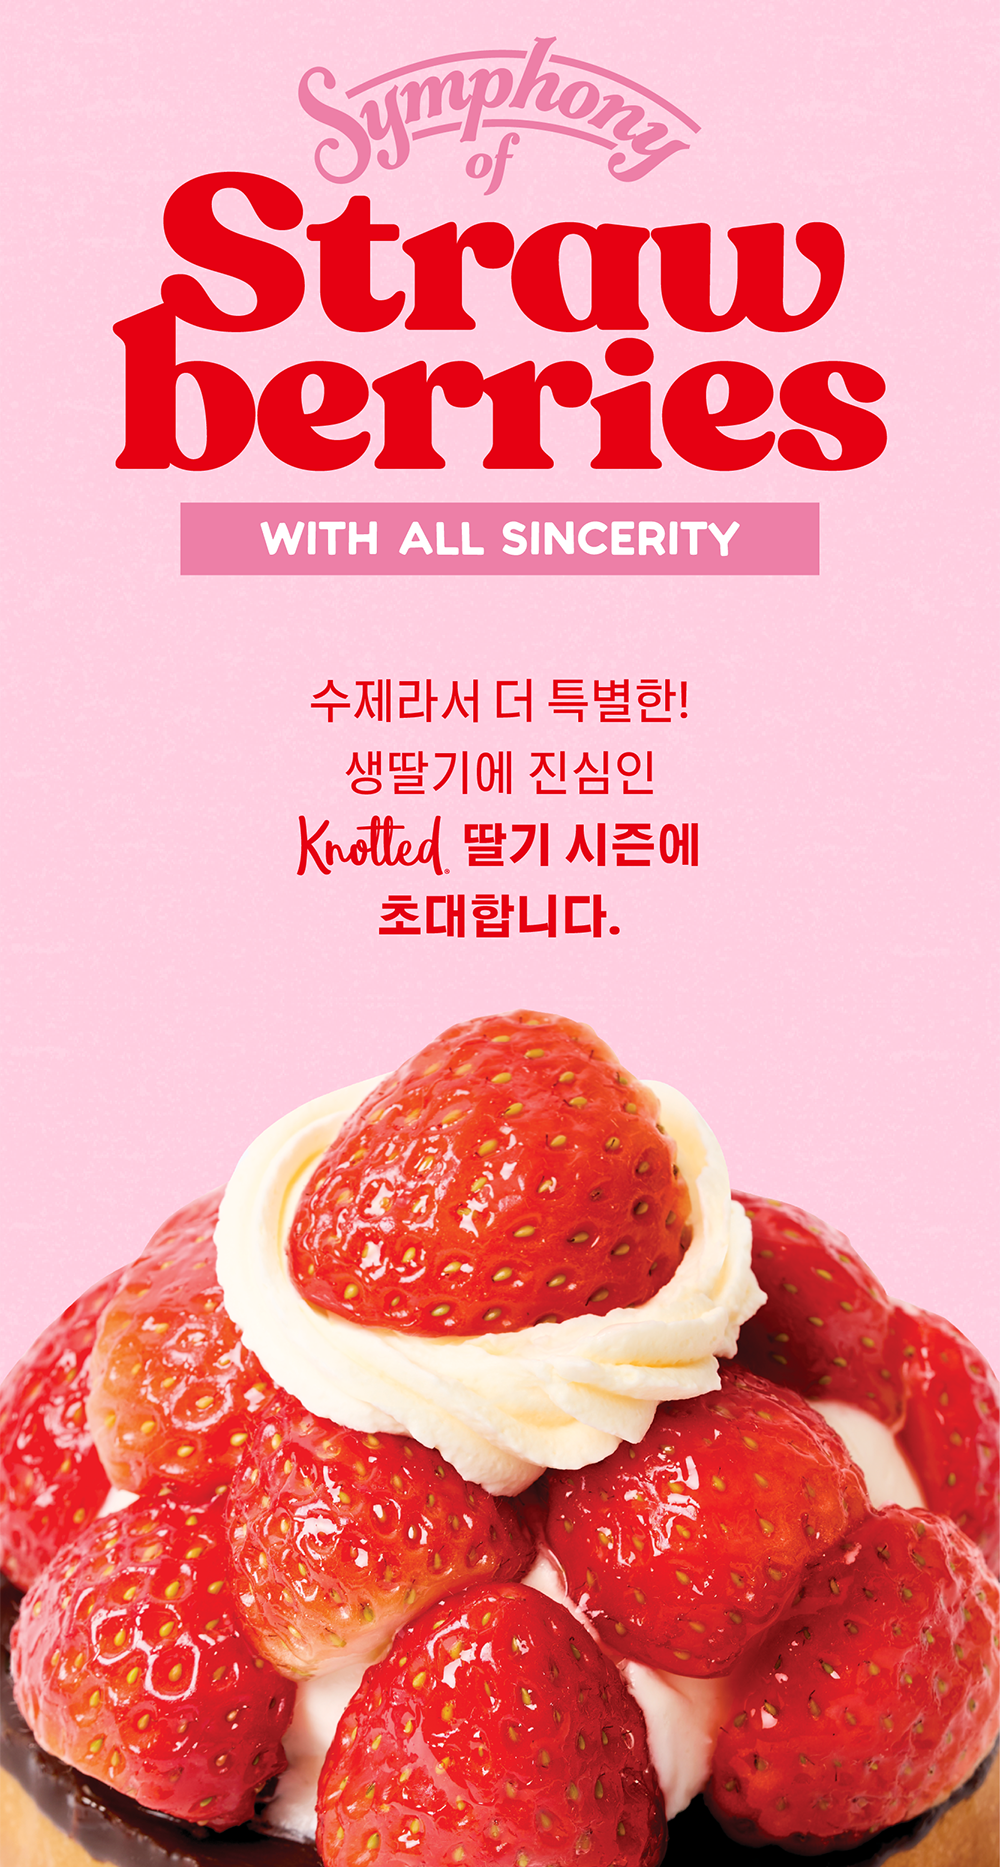 Symphony
of
Straw
berries
WITH ALL SINCERITY
수제라서 더 특별한!
생딸기에 진심인
Knotted® 딸기 시즌에
초대합니다.